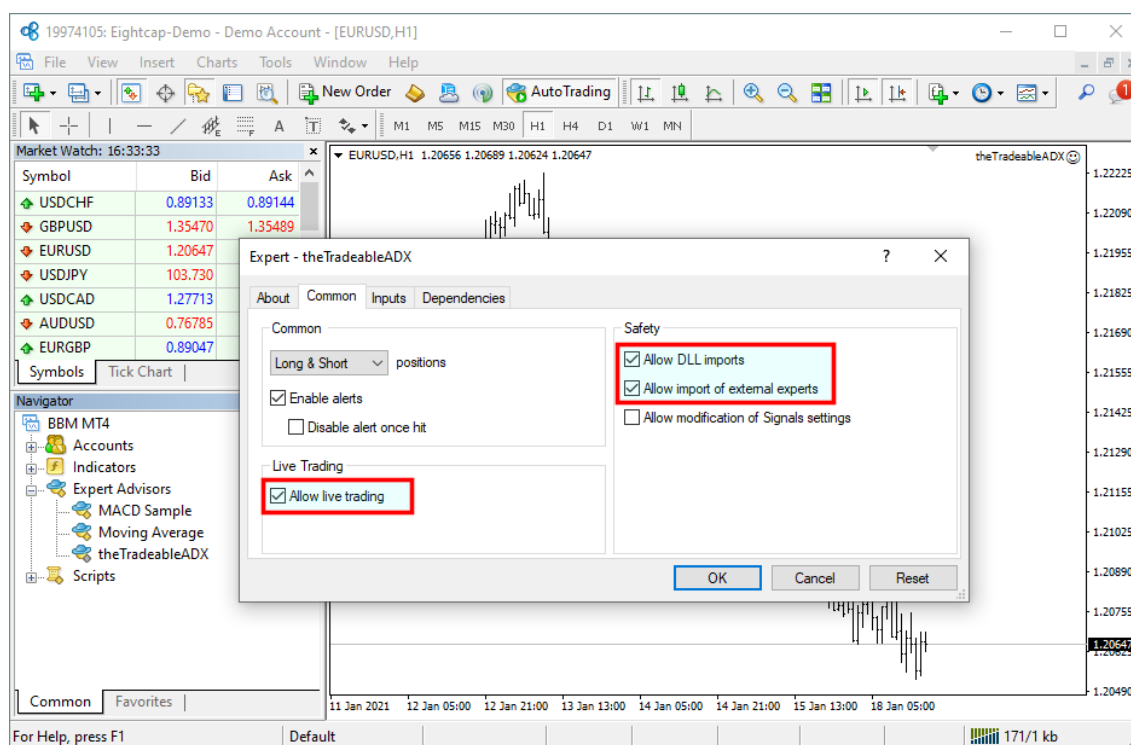 19974105: Eightcap-Demo - Demo Account - [EURUSD,H1]
File View Insert Charts Tools Window Help
New Order AutoTrading 1
A T M1 M5 M15 M30 H1 H4 D1 W1 MN
Market Watch: 16:33:33
Symbol Bid Ask
USDCHF 0.89133 0.89144
GBPUSD 1.35470 1.35489
EURUSD 1.20647
USDJPY 103.730
USDCAD 1.27713
AUDUSD 0.76785
EURGBP 0.89047
Symbols Tick Chart
Navigator
BBM MT4
Accounts
Indicators
Expert Advisors
MACD Sample
Moving Average
theTradeableADX
Scripts
Common Favorites
EURUSD,H1 1.20656 1.20689 1.20624 1.20647
theTradeableADX
Expert - theTradeableADX
About Common Inputs Dependencies
Common
Long & Short positions
Enable alerts
Disable alert once hit
Live Trading
Allow live trading
Safety
Allow DLL imports
Allow import of external experts
Allow modification of Signals settings
OK Cancel Reset
1.22225
1.22090
1.21955
1.21825
1.21690
1.21555
1.21425
1.21290
1.21155
1.21025
1.20890
1.20755
1.20647
1.20490
11 Jan 2021 12 Jan 05:00 12 Jan 21:00 13 Jan 13:00 14 Jan 05:00 14 Jan 21:00 15 Jan 13:00 18 Jan 05:00
For Help, press F1 Default 171/1 kb